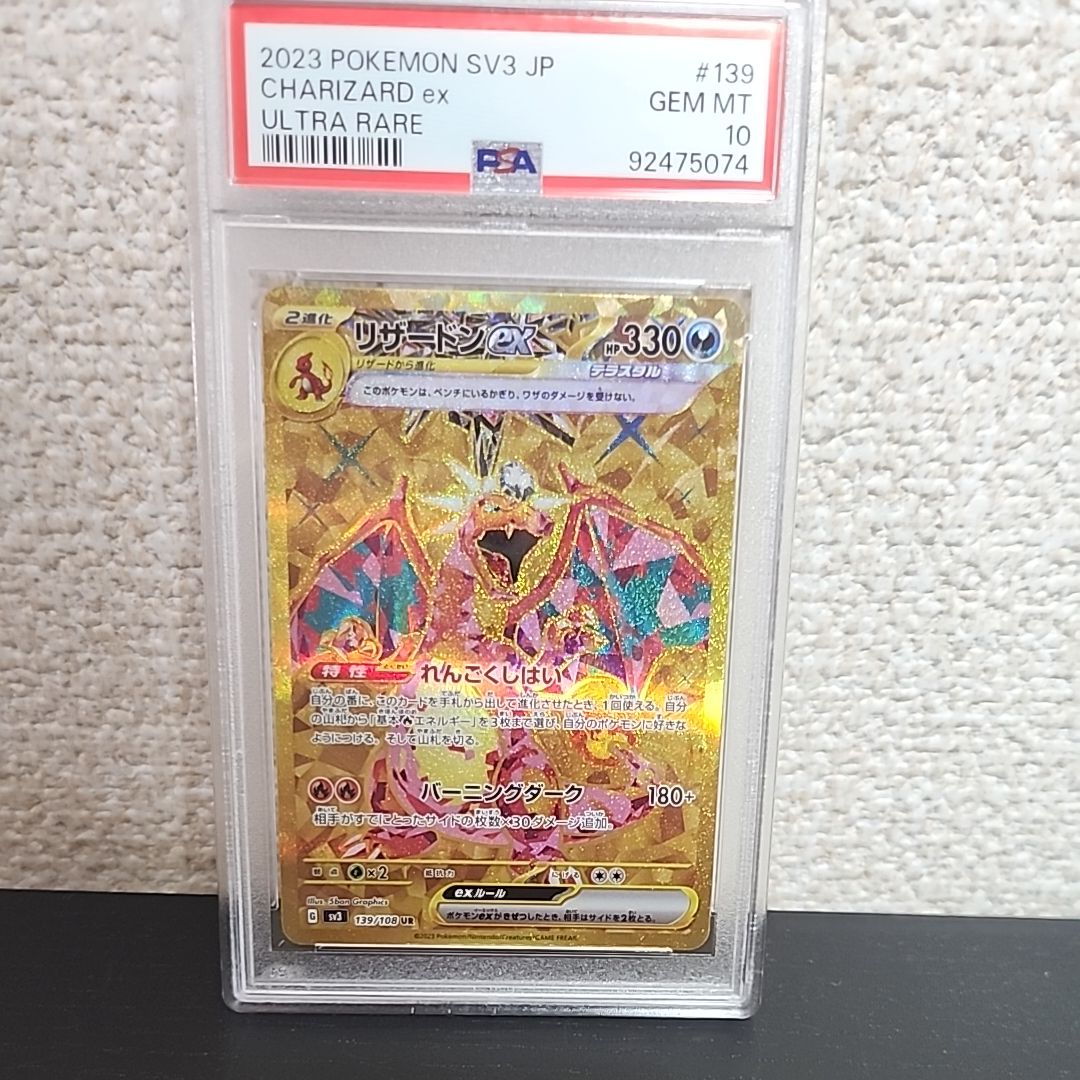 2023 POKEMON SV3 JP #139
CHARIZARD ex GEM MT
ULTRA RARE 10
PSA 92475074
2進化 リザードンex HP330
リザードから進化 テラスタル
このポケモンは、ベンチにいるかぎり、ワザのダメージを受けない。
特性 れんごくしはい
自分の番に、このカードを手札から出して進化させたとき、1回使える。自分
の山札から「基本エネルギー」を3枚まで選び、自分のポケモンに好きな
ようにつける。そして山札を切る。
バーニングダーク 180+
相手がすでにとったサイドの枚数×30ダメージ追加。
弱点 ×2 抵抗力 にげる
exルール
ポケモンexがきぜつしたとき、相手はサイドを2枚とる。
Illus. 5ban Graphics
G sv3 139/108 UR
©2023 Pokémon/Nintendo/Creatures/GAME FREAK